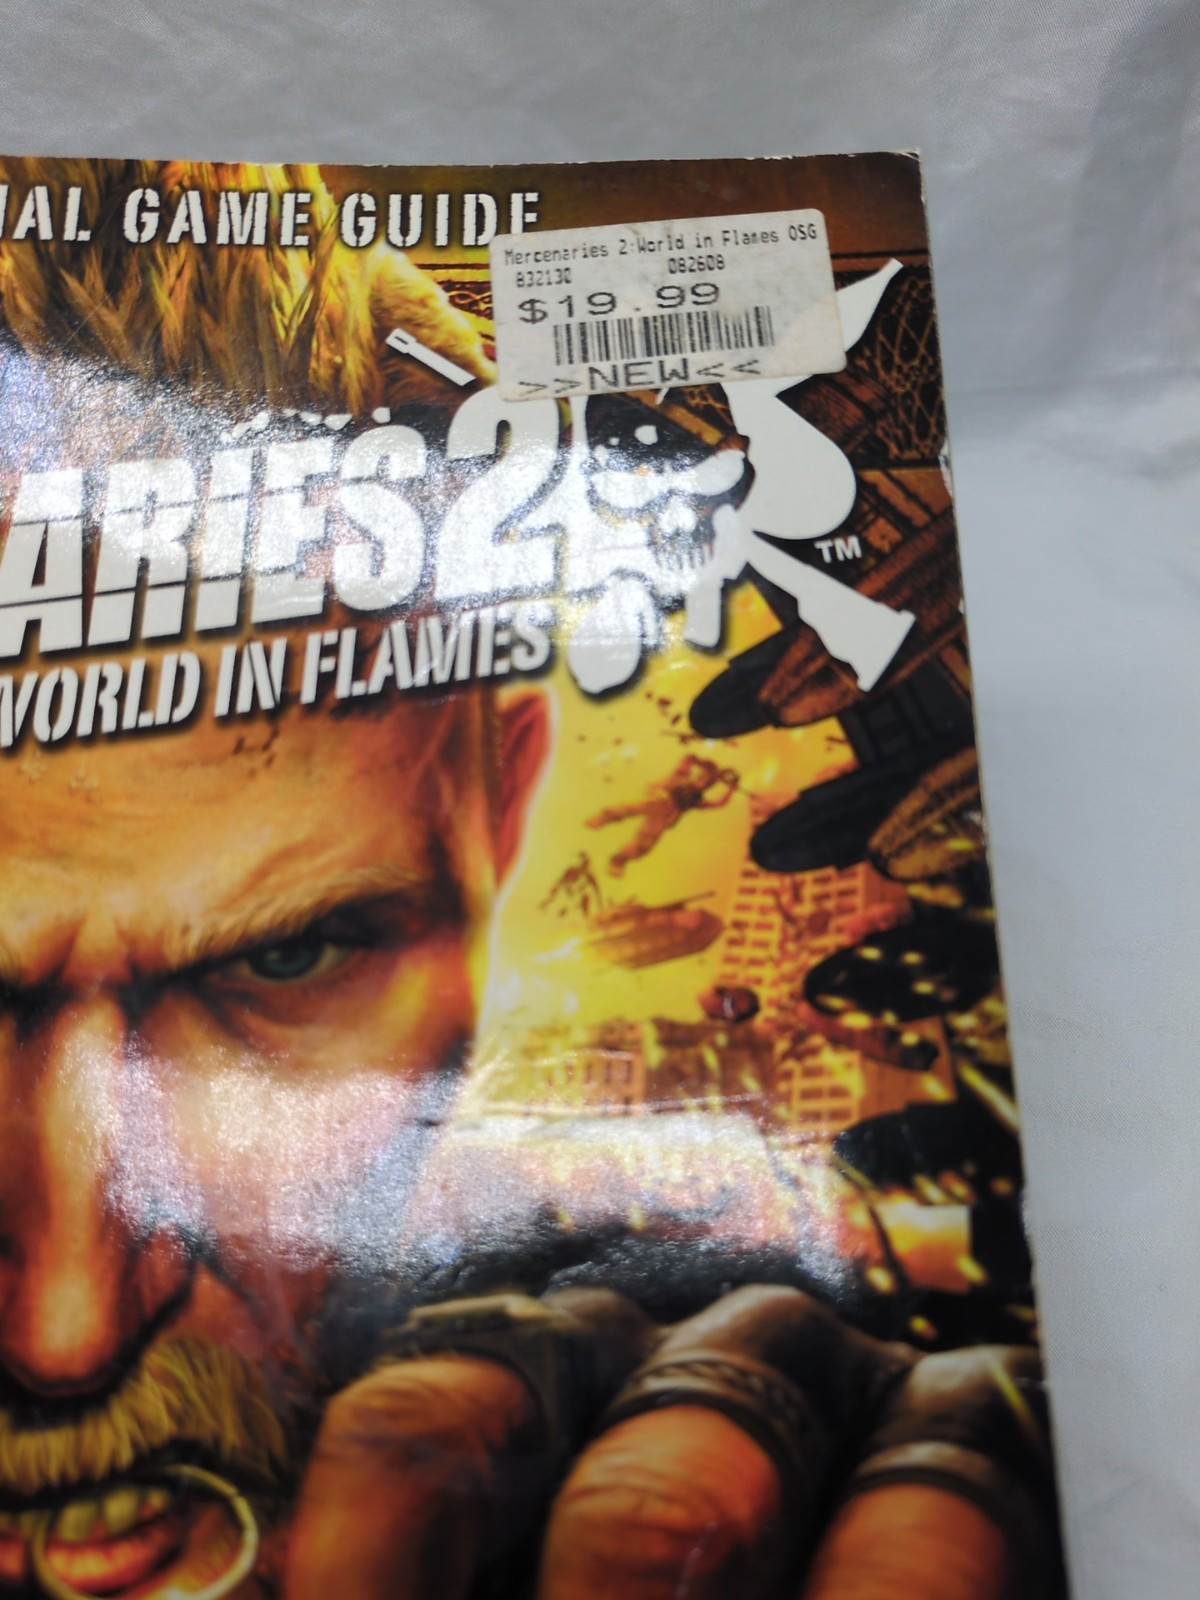 IAL GAME GUIDE
Mercenaries 2:World in Flames OSG
832130 082608
$19.99
>>NEW<<
ARIES 2
TM
WORLD IN FLAMES